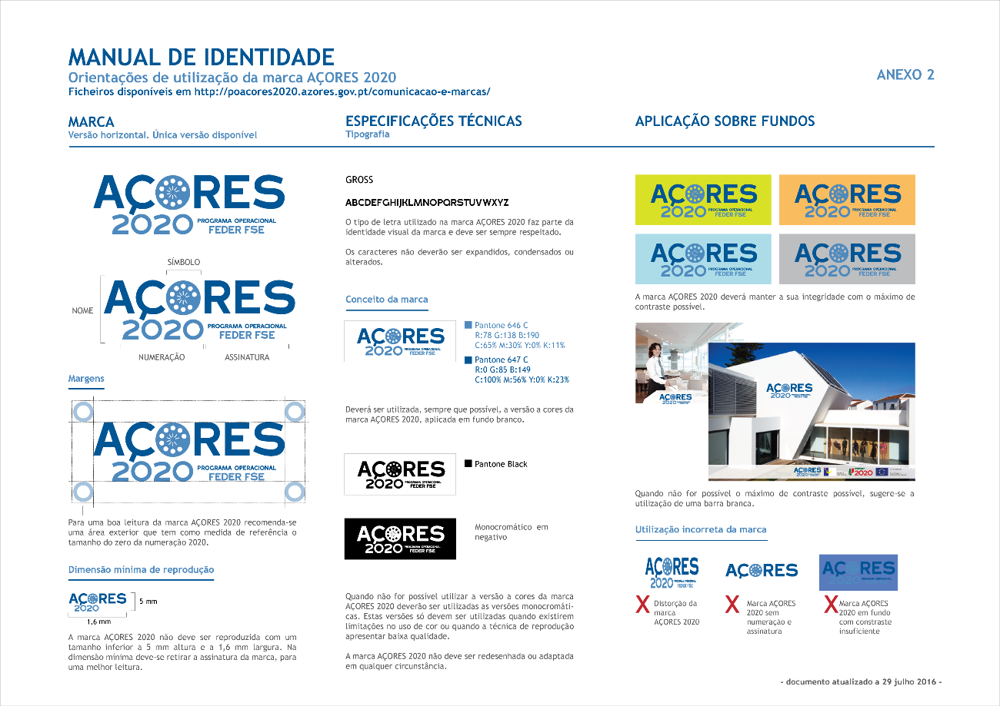 MANUAL DE IDENTIDADE
Orientações de utilização da marca AÇORES 2020
Ficheiros disponíveis em http://poacores2020.azores.gov.pt/comunicacao-e-marcas/
ANEXO 2
MARCA
Versão horizontal. Única versão disponível
AÇORES
2020 PROGRAMA OPERACIONAL
FEDER FSE
SÍMBOLO
NOME
AÇORES
2020 PROGRAMA OPERACIONAL
FEDER FSE
NUMERAÇÃO
ASSINATURA
Margens
AÇORES
2020 PROGRAMA OPERACIONAL
FEDER FSE
Para uma boa leitura da marca AÇORES 2020 recomenda-se
uma área exterior que tem como medida de referência o
tamanho do zero da numeração 2020.
Dimensão mínima de reprodução
AÇORES
2020
5 mm
1,6 mm
A marca AÇORES 2020 não deve ser reproduzida com um
tamanho inferior a 5 mm altura e a 1,6 mm largura. Na
dimensão mínima deve-se retirar a assinatura da marca, para
uma melhor leitura.
ESPECIFICAÇÕES TÉCNICAS
Tipografia
GROSS
ABCDEFGHIJKLMNOPQRSTUVWXYZ
O tipo de letra utilizado na marca AÇORES 2020 faz parte da
identidade visual da marca e deve ser sempre respeitado.
Os caracteres não deverão ser expandidos, condensados ou
alterados.
Conceito da marca
AÇORES
2020 PROGRAMA OPERACIONAL
FEDER FSE
Pantone 646 C
R:78 G:138 B:190
C:65% M:30% Y:0% K:11%
Pantone 647 C
R:0 G:85 B:149
C:100% M:56% Y:0% K:23%
Deverá ser utilizada, sempre que possível, a versão a cores da
marca AÇORES 2020, aplicada em fundo branco.
AÇORES
2020 PROGRAMA OPERACIONAL
FEDER FSE
Pantone Black
AÇORES
2020 PROGRAMA OPERACIONAL
FEDER FSE
Monocromático em
negativo
Quando não for possível utilizar a versão a cores da marca
AÇORES 2020 deverão ser utilizadas as versões monocromáti-
cas. Estas versões só devem ser utilizadas quando existirem
limitações no uso de cor ou quando a técnica de reprodução
apresentar baixa qualidade.
A marca AÇORES 2020 não deve ser redesenhada ou adaptada
em qualquer circunstância.
APLICAÇÃO SOBRE FUNDOS
AÇORES
2020 PROGRAMA OPERACIONAL
FEDER FSE
AÇORES
2020 PROGRAMA OPERACIONAL
FEDER FSE
AÇORES
2020 PROGRAMA OPERACIONAL
FEDER FSE
AÇORES
2020 PROGRAMA OPERACIONAL
FEDER FSE
A marca AÇORES 2020 deverá manter a sua integridade com o máximo de
contraste possível.
AÇORES
2020
AÇORES
2020
AÇORES
2020
2020
Quando não for possível o máximo de contraste possível, sugere-se a
utilização de uma barra branca.
Utilização incorreta da marca
AÇORES
2020 PROGRAMA OPERACIONAL
FEDER FSE
X
Distorção da
marca
AÇORES 2020
AÇORES
X
Marca AÇORES
2020 sem
numeração e
assinatura
AÇORES
2020 PROGRAMA OPERACIONAL
X
Marca AÇORES
2020 em fundo
com constraste
insuficiente
- documento atualizado a 29 julho 2016 -